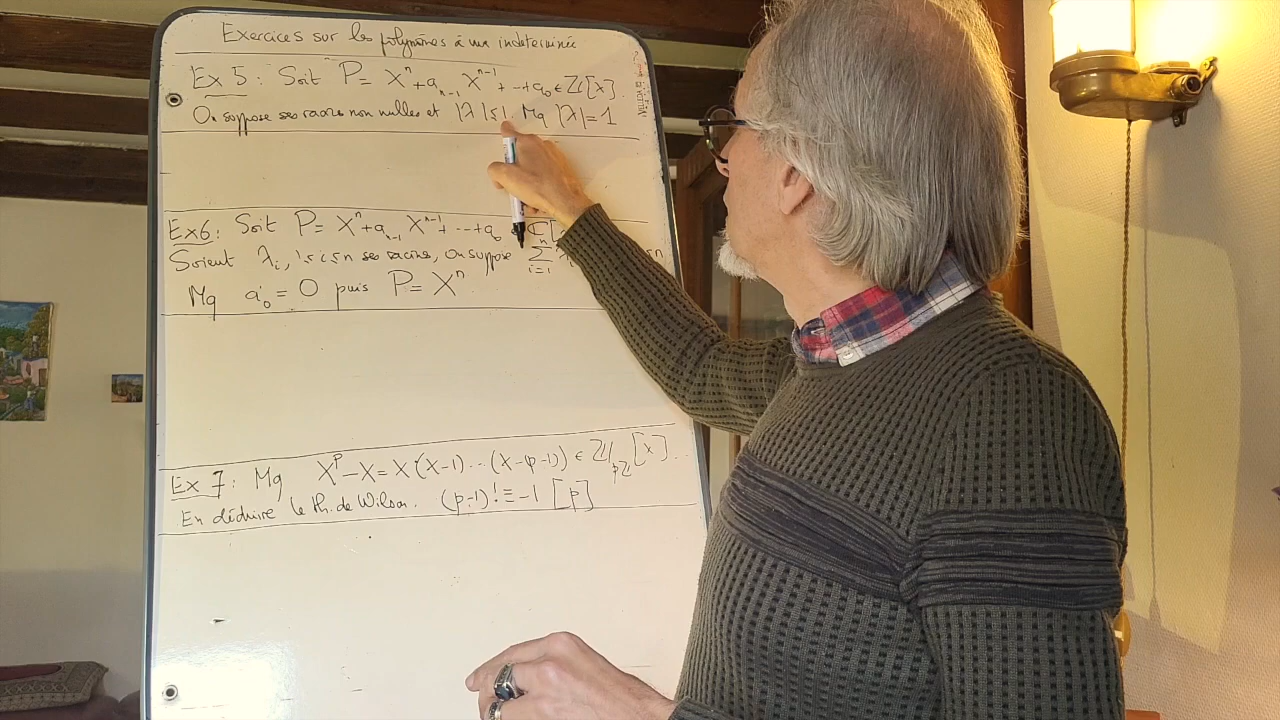 Exercices sur les polynômes à une indéterminée
Ex 5 : Soit P = X^n + a_{n-1} X^{n-1} + ... + a_0 ∈ ℤ[X]
On suppose ses racines non nulles et |λ| ≤ 1. Mq |λ| = 1
Ex 6 : Soit P = X^n + a_{n-1} X^{n-1} + ... + a_0 ∈ ℂ[
Soient λ_i, 1≤i≤n ses racines, On suppose ∑_{i=1}^{n} n
Mq a_0 = 0 puis P = X^n
Ex 7 : Mq X^p - X = X(X-1)...(X-(p-1)) ∈ ℤ/pℤ [X]
En déduire le th. de Wilson. (p-1)! ≡ -1 [p]
VELLEDA